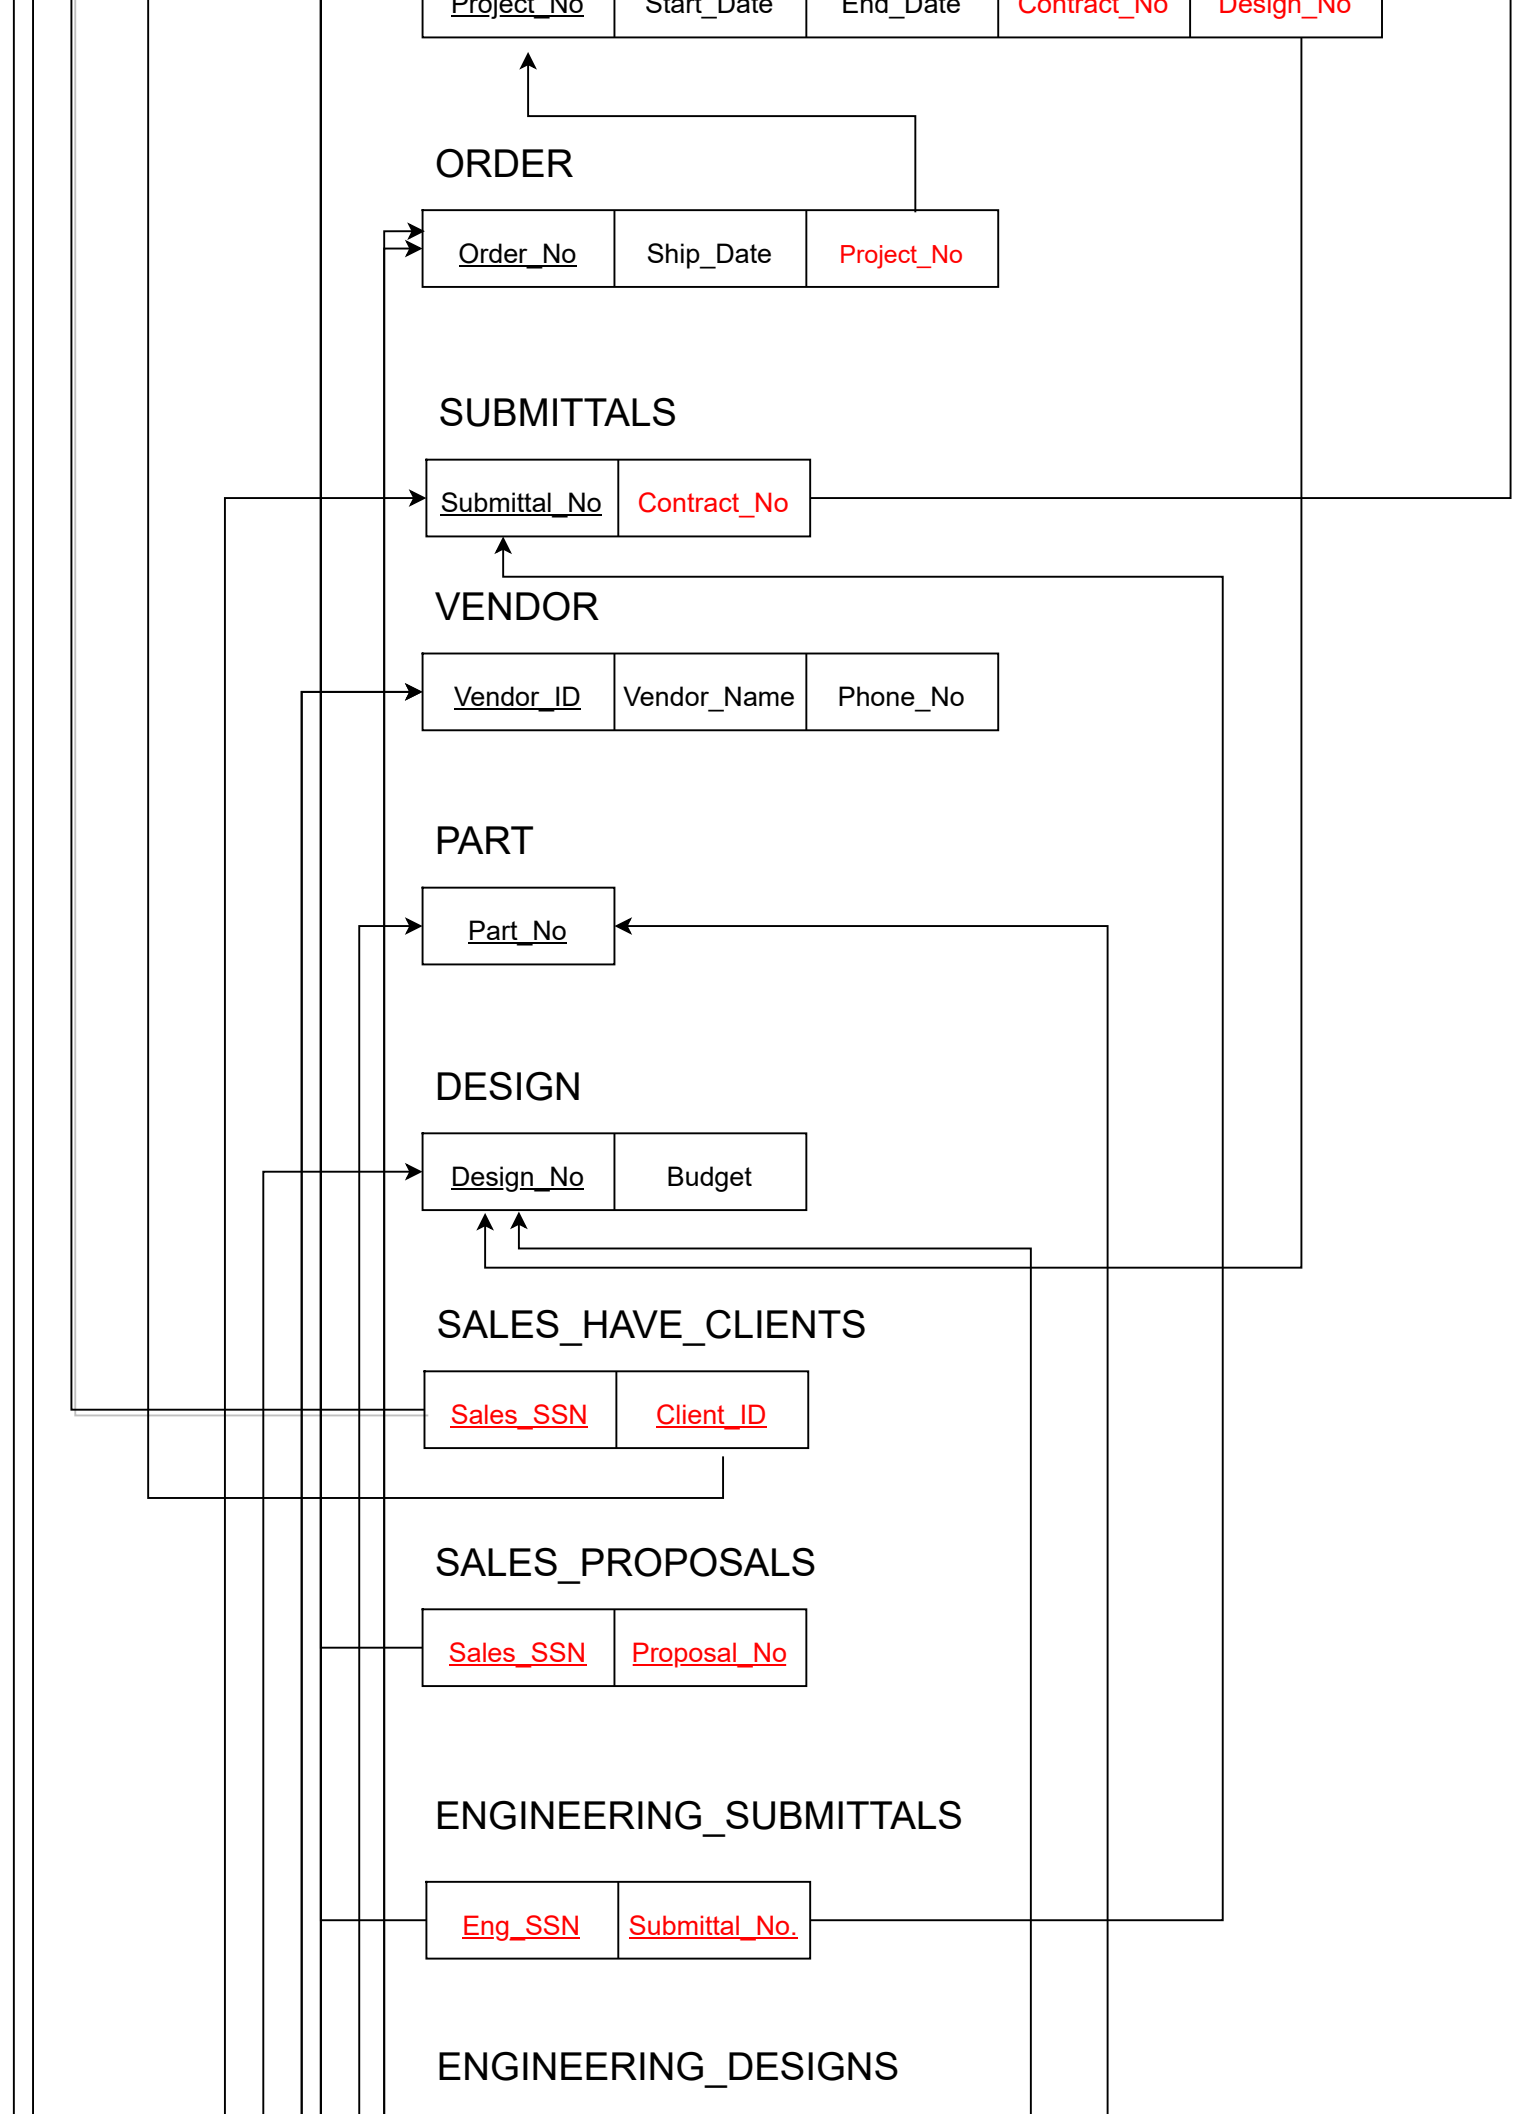 Project_No Start_Date End_Date Contract_No Design_No
ORDER
Order_No Ship_Date Project_No
SUBMITTALS
Submittal_No Contract_No
VENDOR
Vendor_ID Vendor_Name Phone_No
PART
Part_No
DESIGN
Design_No Budget
SALES_HAVE_CLIENTS
Sales_SSN Client_ID
SALES_PROPOSALS
Sales_SSN Proposal_No
ENGINEERING_SUBMITTALS
Eng_SSN Submittal_No.
ENGINEERING_DESIGNS